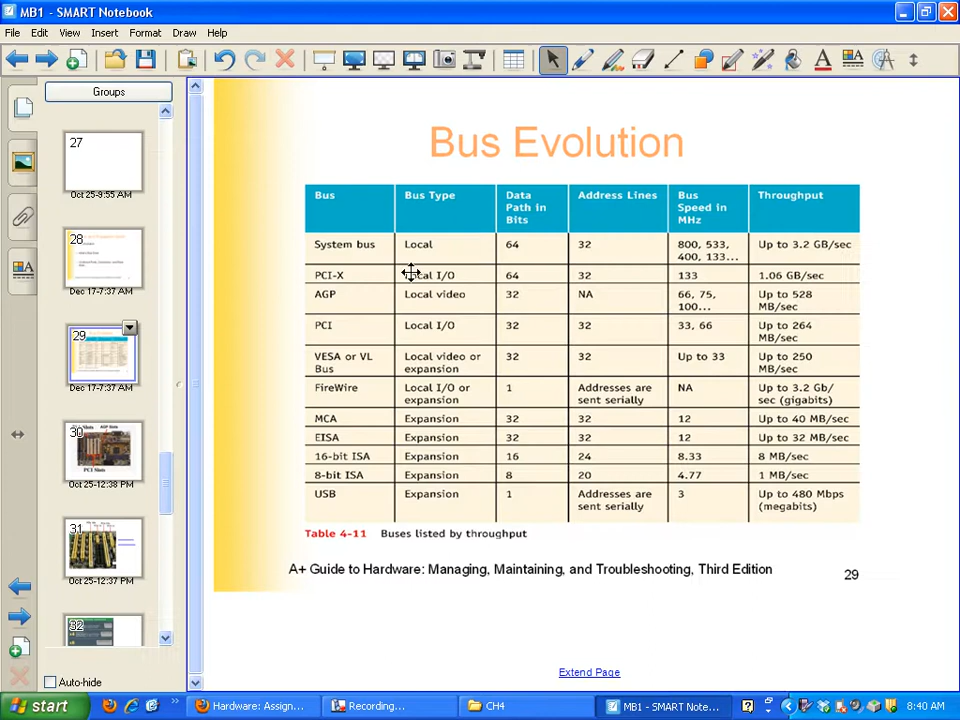 MB1 - SMART Notebook
File Edit View Insert Format Draw Help
Groups
27
Oct 25-9:55 AM
28
Dec 17-7:37 AM
29
Dec 17-7:37 AM
30
AGP Slots
PCI Slots
Oct 25-12:38 PM
31
Oct 25-12:37 PM
32
Auto-hide
Bus Evolution
Bus Bus Type Data Path in Bits Address Lines Bus Speed in MHz Throughput
System bus Local 64 32 800, 533, 400, 133... Up to 3.2 GB/sec
PCI-X Local I/O 64 32 133 1.06 GB/sec
AGP Local video 32 NA 66, 75, 100... Up to 528 MB/sec
PCI Local I/O 32 32 33, 66 Up to 264 MB/sec
VESA or VL Bus Local video or expansion 32 32 Up to 33 Up to 250 MB/sec
FireWire Local I/O or expansion 1 Addresses are sent serially NA Up to 3.2 Gb/sec (gigabits)
MCA Expansion 32 32 12 Up to 40 MB/sec
EISA Expansion 32 32 12 Up to 32 MB/sec
16-bit ISA Expansion 16 24 8.33 8 MB/sec
8-bit ISA Expansion 8 20 4.77 1 MB/sec
USB Expansion 1 Addresses are sent serially 3 Up to 480 Mbps (megabits)
Table 4-11 Buses listed by throughput
A+ Guide to Hardware: Managing, Maintaining, and Troubleshooting, Third Edition
29
Extend Page
start
Hardware: Assign...
Recording...
CH4
MB1 - SMART Note...
8:40 AM